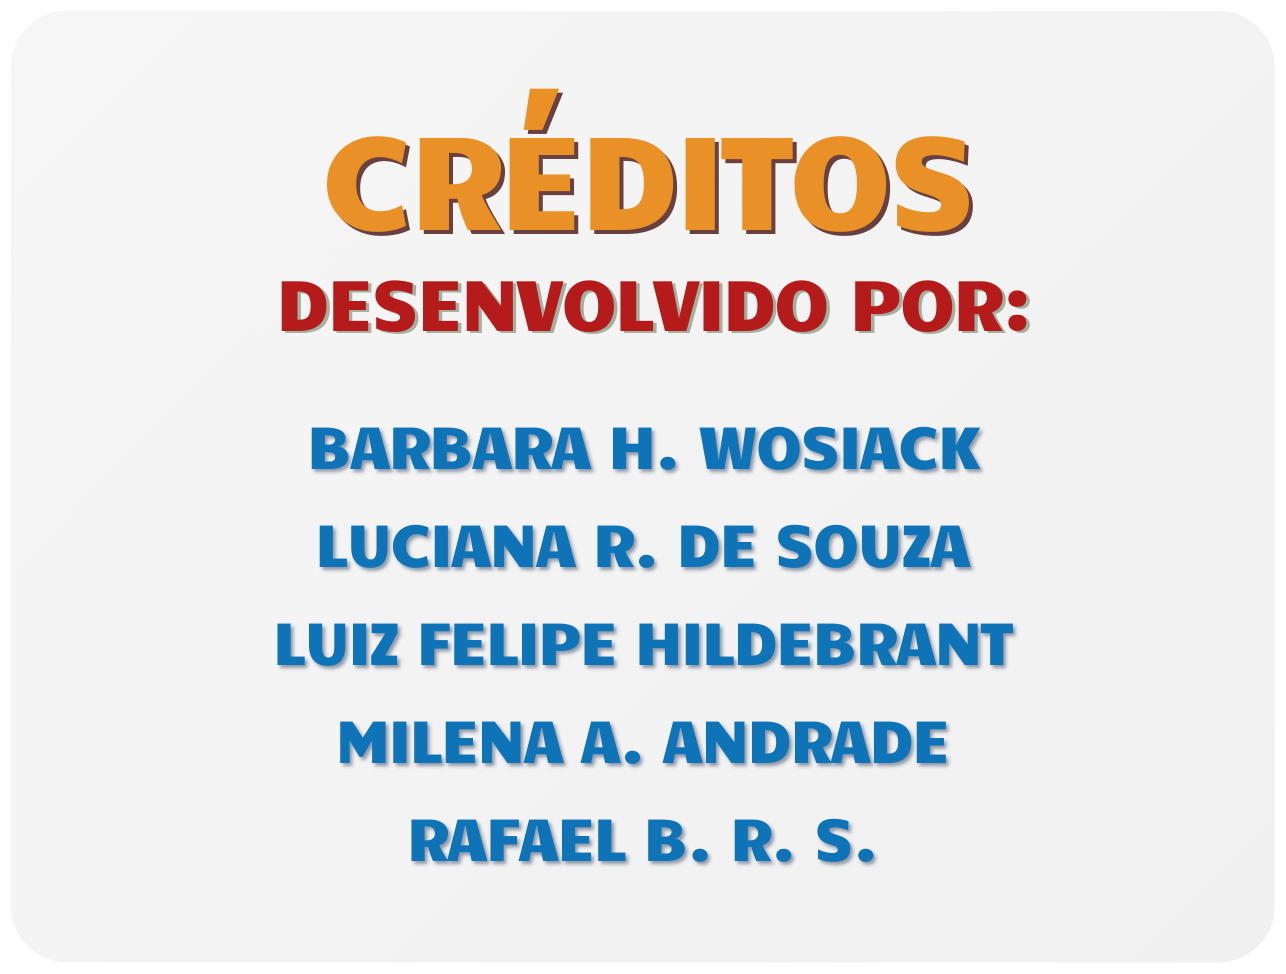 CRÉDITOS
DESENVOLVIDO POR:
BARBARA H. WOSIACK
LUCIANA R. DE SOUZA
LUIZ FELIPE HILDEBRANT
MILENA A. ANDRADE
RAFAEL B. R. S.